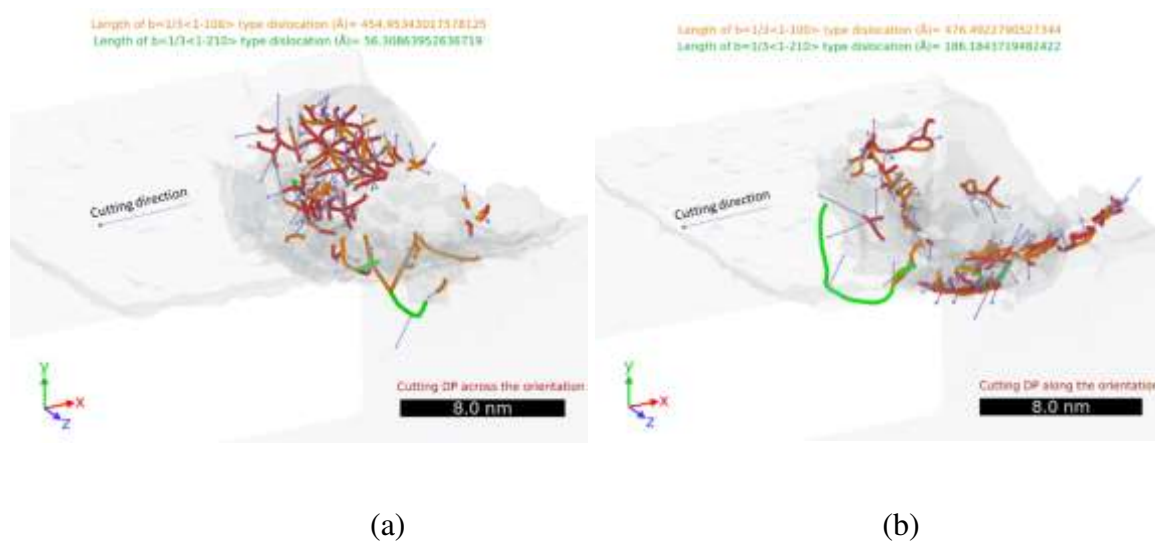 Length of b=1/3<1-100> type dislocation (Å)= 454.95343017578125
Length of b=1/3<1-210> type dislocation (Å)= 56.30863952636719
Cutting direction
Y
X
Z
Cutting DP across the orientation
8.0 nm
(a)
Length of b=1/3<1-100> type dislocation (Å)= 476.4922790527344
Length of b=1/3<1-210> type dislocation (Å)= 186.1843719482422
Cutting direction
Y
X
Z
Cutting DP along the orientation
8.0 nm
(b)